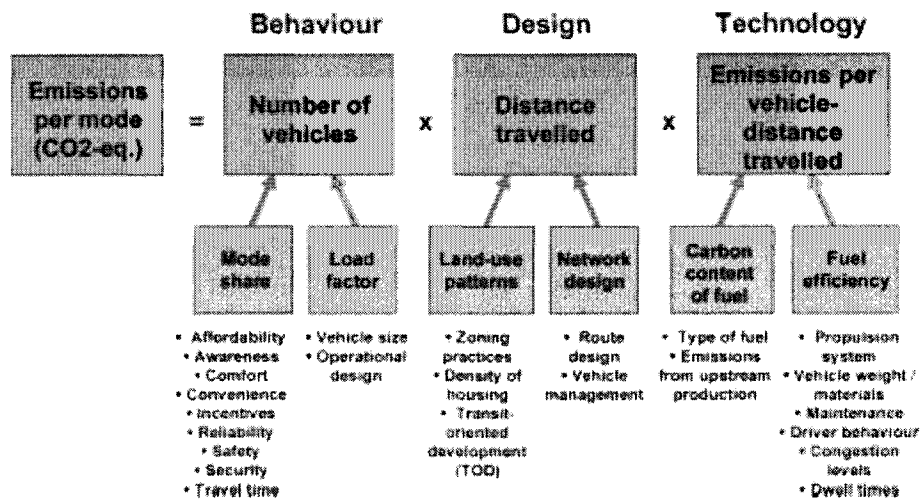 Behaviour
Design
Technology
Emissions
per mode
(CO2-eq.)
=
Number of
vehicles
x
Distance
travelled
x
Emissions per
vehicle-
distance
travelled
Mode
share
Load
factor
Land-use
patterns
Network
design
Carbon
content
of fuel
Fuel
efficiency
• Affordability
• Awareness
• Comfort
• Convenience
• Incentives
• Reliability
• Safety
• Security
• Travel time
• Vehicle size
• Operational
design
• Zoning
practices
• Density of
housing
• Transit-
oriented
development
(TOD)
• Route
design
• Vehicle
management
• Type of fuel
• Emissions
from upstream
production
• Propulsion
system
• Vehicle weight /
materials
• Maintenance
• Driver behaviour
• Congestion
levels
• Dwell times